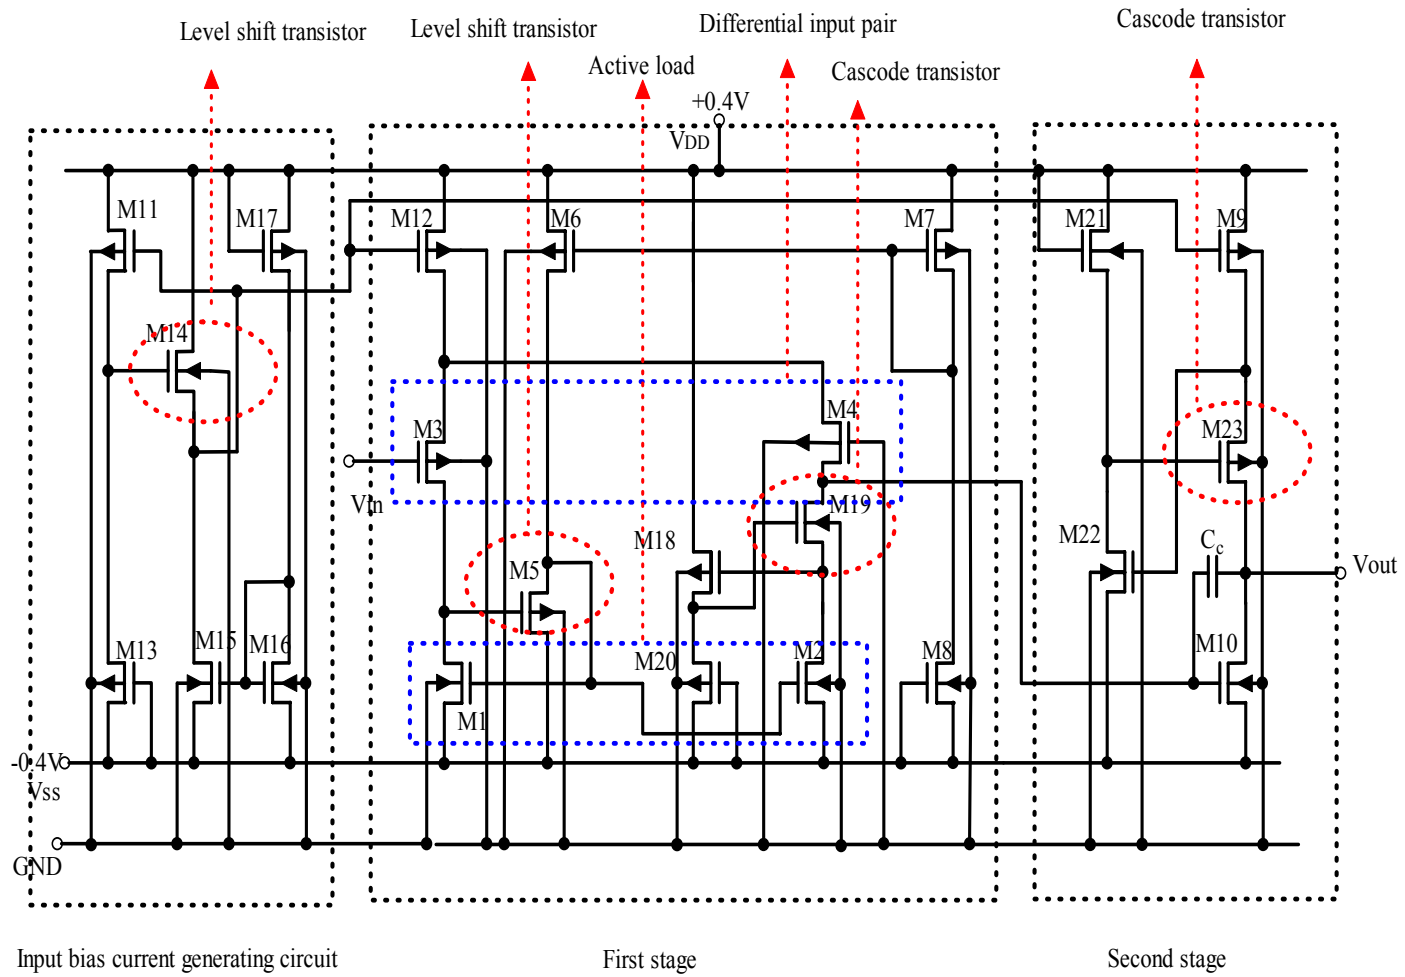 Level shift transistor
Level shift transistor
Differential input pair
Cascode transistor
Active load
Cascode transistor
+0.4V
VDD
M11
M17
M12
M6
M7
M21
M9
M14
M3
M4
M23
Vin
M19
M18
M22
Cc
Vout
M5
M13
M15
M16
M20
M2
M8
M10
M1
-0.4V
Vss
GND
Input bias current generating circuit
First stage
Second stage